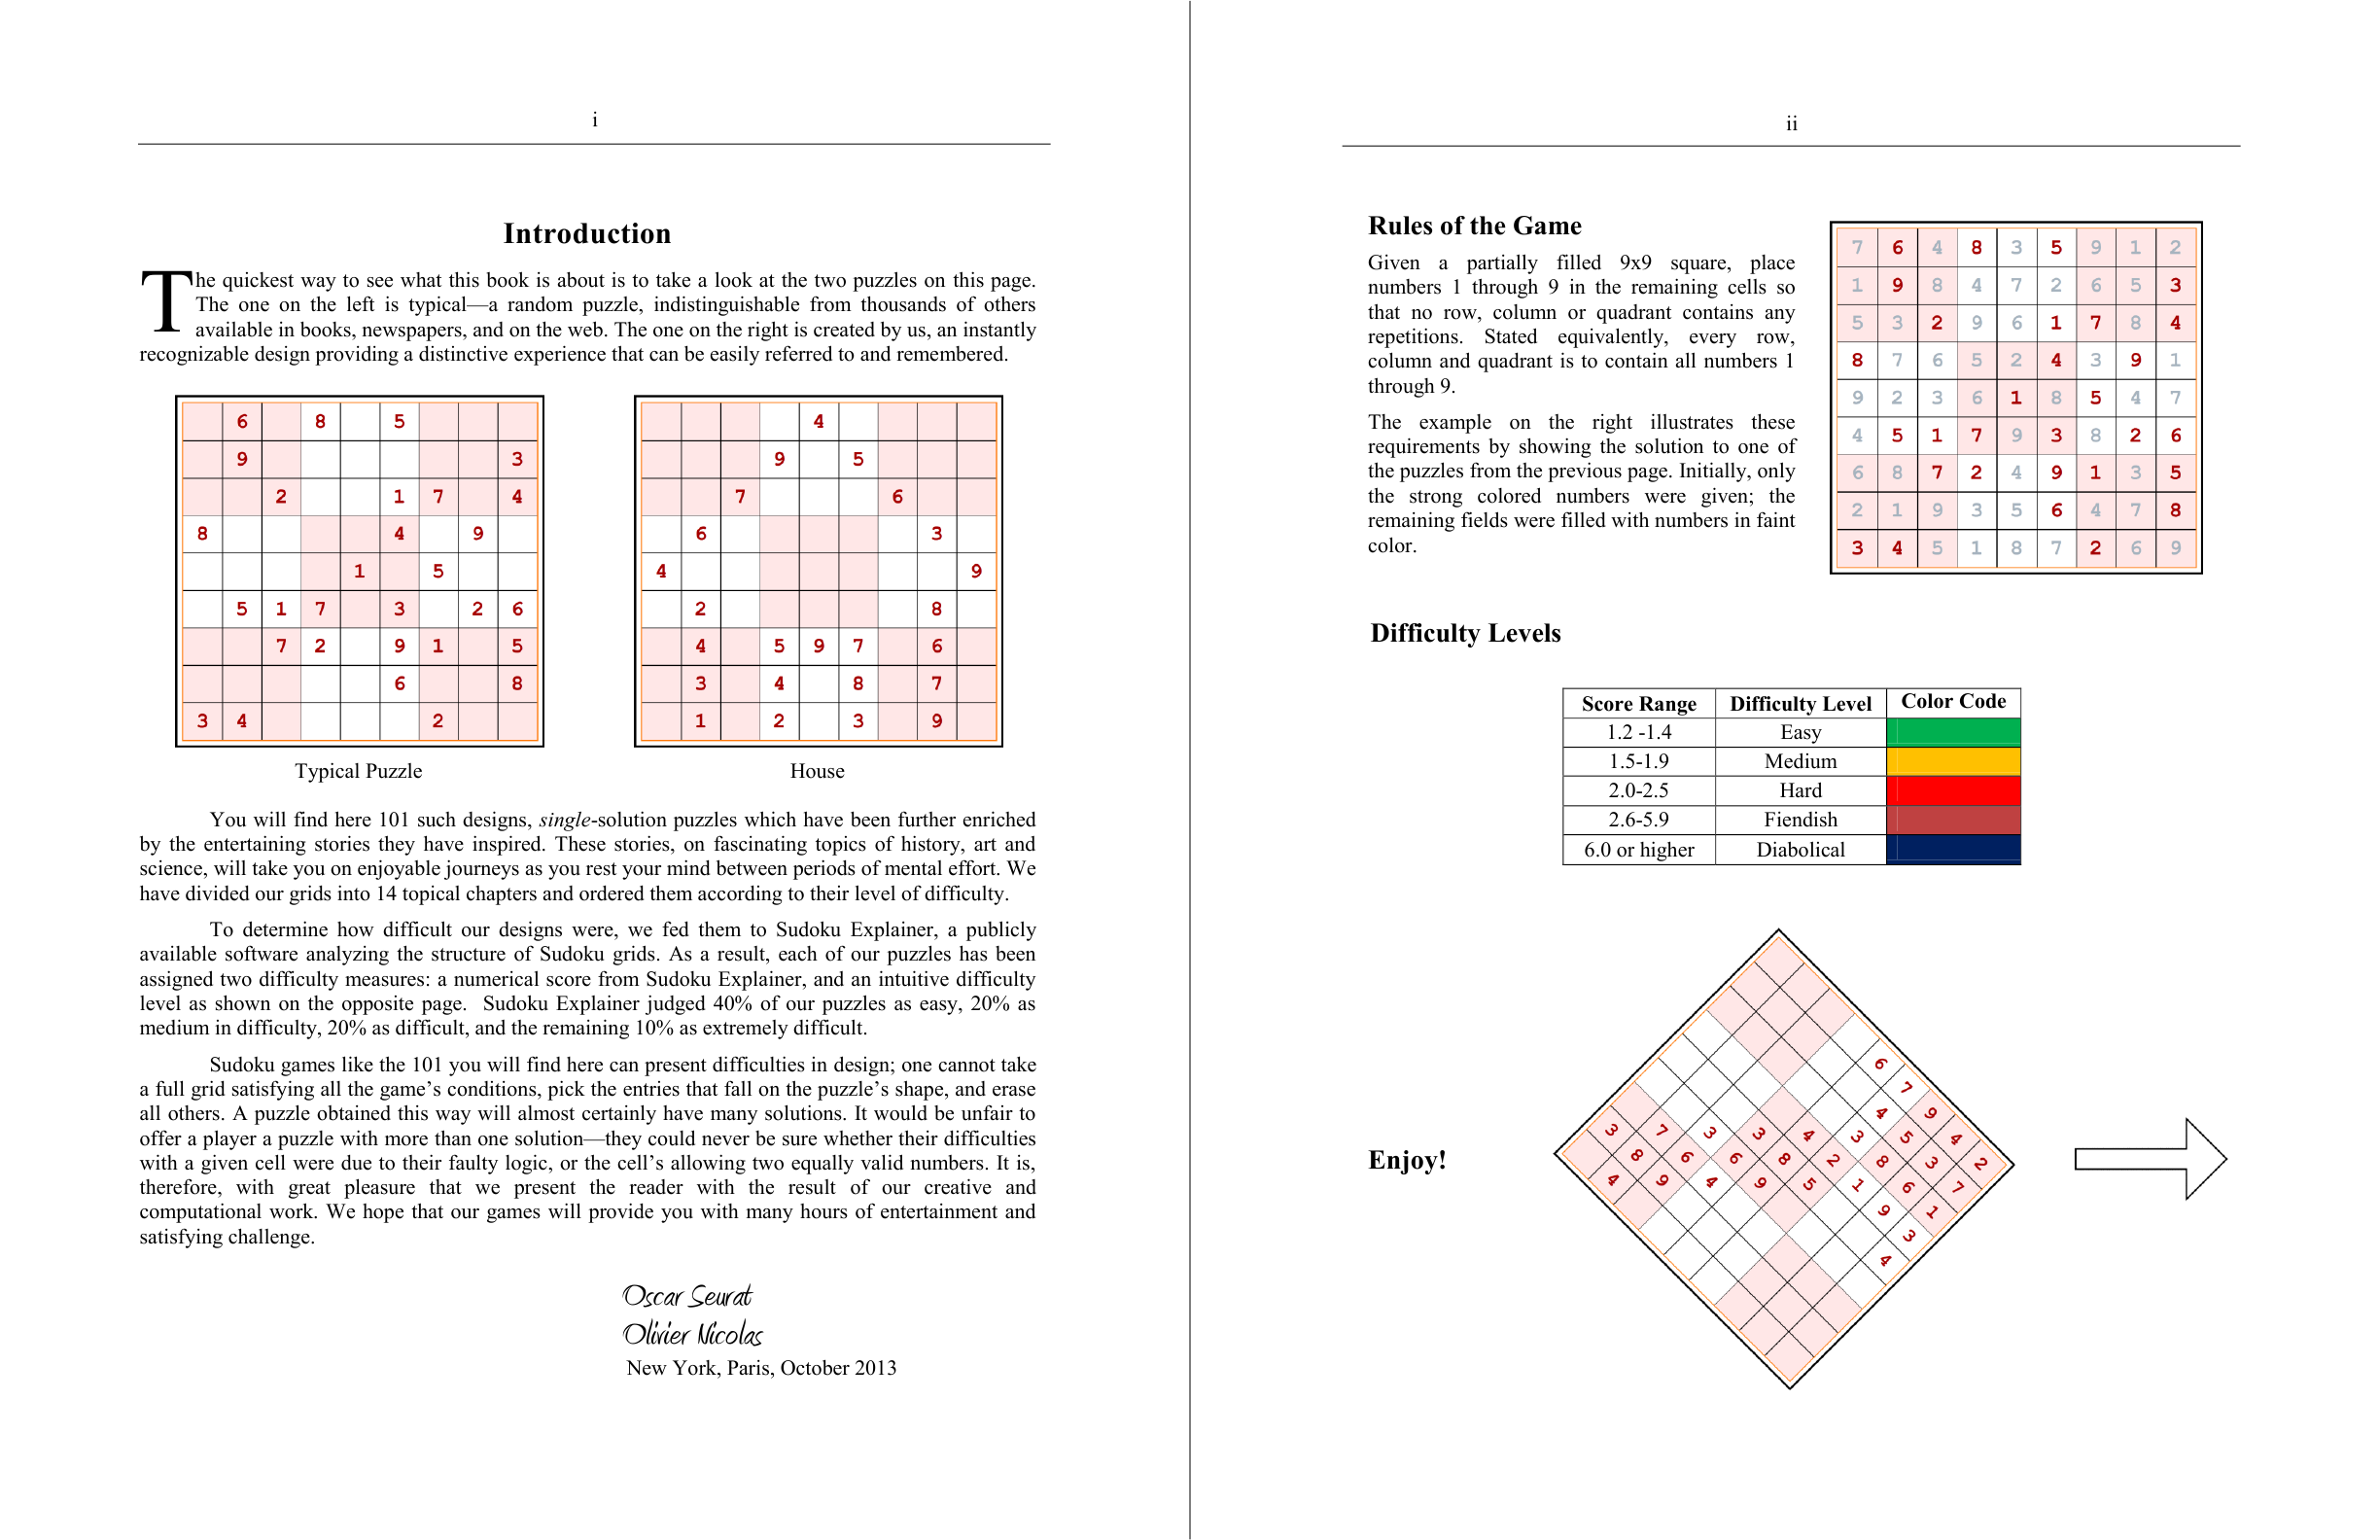 i
Introduction
The quickest way to see what this book is about is to take a look at the two puzzles on this page.
The one on the left is typical—a random puzzle, indistinguishable from thousands of others
available in books, newspapers, and on the web. The one on the right is created by us, an instantly
recognizable design providing a distinctive experience that can be easily referred to and remembered.
6 8 5
9 3
2 1 7 4
8 4 9
1 5
5 1 7 3 2 6
7 2 9 1 5
6 8
3 4 2
Typical Puzzle
4
9 5
7 6
6 3
4 9
2 8
4 5 9 7 6
3 4 8 7
1 2 3 9
House
You will find here 101 such designs, single-solution puzzles which have been further enriched
by the entertaining stories they have inspired. These stories, on fascinating topics of history, art and
science, will take you on enjoyable journeys as you rest your mind between periods of mental effort. We
have divided our grids into 14 topical chapters and ordered them according to their level of difficulty.
To determine how difficult our designs were, we fed them to Sudoku Explainer, a publicly
available software analyzing the structure of Sudoku grids. As a result, each of our puzzles has been
assigned two difficulty measures: a numerical score from Sudoku Explainer, and an intuitive difficulty
level as shown on the opposite page. Sudoku Explainer judged 40% of our puzzles as easy, 20% as
medium in difficulty, 20% as difficult, and the remaining 10% as extremely difficult.
Sudoku games like the 101 you will find here can present difficulties in design; one cannot take
a full grid satisfying all the game's conditions, pick the entries that fall on the puzzle's shape, and erase
all others. A puzzle obtained this way will almost certainly have many solutions. It would be unfair to
offer a player a puzzle with more than one solution—they could never be sure whether their difficulties
with a given cell were due to their faulty logic, or the cell's allowing two equally valid numbers. It is,
therefore, with great pleasure that we present the reader with the result of our creative and
computational work. We hope that our games will provide you with many hours of entertainment and
satisfying challenge.
Oscar Seurat
Olivier Nicolas
New York, Paris, October 2013
ii
Rules of the Game
Given a partially filled 9x9 square, place
numbers 1 through 9 in the remaining cells so
that no row, column or quadrant contains any
repetitions. Stated equivalently, every row,
column and quadrant is to contain all numbers 1
through 9.
The example on the right illustrates these
requirements by showing the solution to one of
the puzzles from the previous page. Initially, only
the strong colored numbers were given; the
remaining fields were filled with numbers in faint
color.
7 6 4 8 3 5 9 1 2
1 9 8 4 7 2 6 5 3
5 3 2 9 6 1 7 8 4
8 7 6 5 2 4 3 9 1
9 2 3 6 1 8 5 4 7
4 5 1 7 9 3 8 2 6
6 8 7 2 4 9 1 3 5
2 1 9 3 5 6 4 7 8
3 4 5 1 8 7 2 6 9
Difficulty Levels
Score Range Difficulty Level Color Code
1.2 -1.4 Easy
1.5-1.9 Medium
2.0-2.5 Hard
2.6-5.9 Fiendish
6.0 or higher Diabolical
Enjoy!
6
7
4 9
3 7 3 3 4 3 5 4
8 6 6 8 2 8 3 2
4 9 4 9 5 1 6 7
9 1
3
4